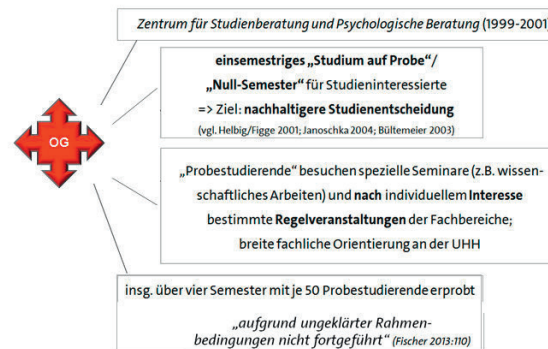 Zentrum für Studienberatung und Psychologische Beratung (1999-2001)
einsemestriges „Studium auf Probe“/
„Null-Semester“ für Studieninteressierte
=> Ziel: nachhaltigere Studienentscheidung
(vgl. Helbig/Figge 2001; Janoschka 2004; Bültemeier 2003)
OG
„Probestudierende“ besuchen spezielle Seminare (z.B. wissen-
schaftliches Arbeiten) und nach individuellem Interesse
bestimmte Regelveranstaltungen der Fachbereiche;
breite fachliche Orientierung an der UHH
insg. über vier Semester mit je 50 Probestudierende erprobt
„aufgrund ungeklärter Rahmen-
bedingungen nicht fortgeführt“ (Fischer 2013:110)